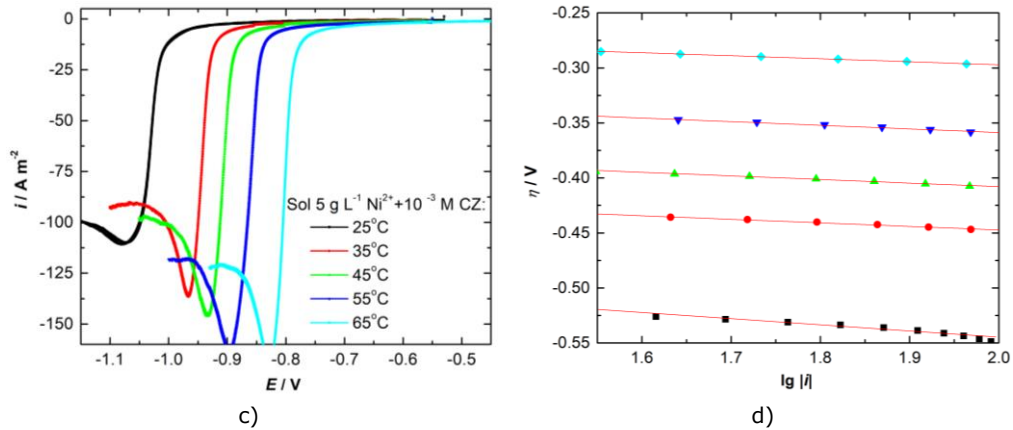 0
-25
-50
-75
-100
-125
-150
i / A m⁻²
Sol 5 g L⁻¹ Ni²⁺+10 ⁻³ M CZ:
25°C
35°C
45°C
55°C
65°C
-1.1 -1.0 -0.9 -0.8 -0.7 -0.6 -0.5
E / V
c)
-0.25
-0.30
-0.35
-0.40
-0.45
-0.50
-0.55
η / V
1.6 1.7 1.8 1.9 2.0
lg |i|
d)